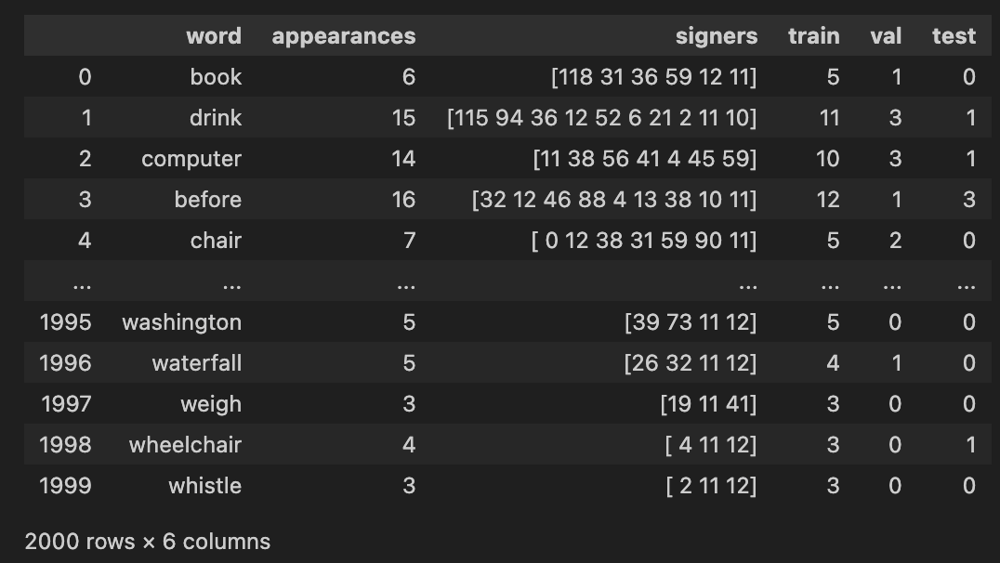 word appearances signers train val test
0 book 6 [118 31 36 59 12 11] 5 1 0
1 drink 15 [115 94 36 12 52 6 21 2 11 10] 11 3 1
2 computer 14 [11 38 56 41 4 45 59] 10 3 1
3 before 16 [32 12 46 88 4 13 38 10 11] 12 1 3
4 chair 7 [ 0 12 38 31 59 90 11] 5 2 0
... ... ... ... ... ... ...
1995 washington 5 [39 73 11 12] 5 0 0
1996 waterfall 5 [26 32 11 12] 4 1 0
1997 weigh 3 [19 11 41] 3 0 0
1998 wheelchair 4 [ 4 11 12] 3 0 1
1999 whistle 3 [ 2 11 12] 3 0 0
2000 rows × 6 columns